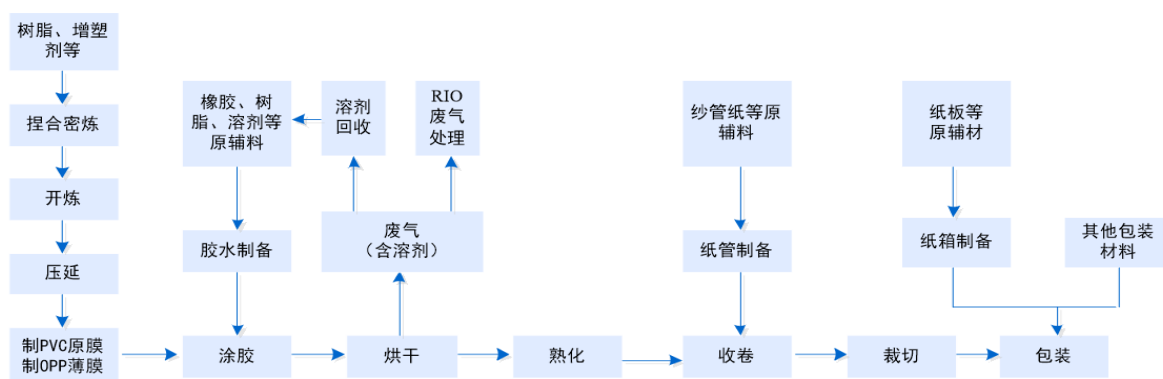 树脂、增塑
剂等
捏合密炼
开炼
压延
制PVC原膜
制OPP薄膜
橡胶、树
脂、溶剂等
原辅料
胶水制备
涂胶
溶剂
回收
RIO
废气
处理
废气
（含溶剂）
烘干
熟化
纱管纸等原
辅料
纸管制备
收卷
裁切
纸板等
原辅材
纸箱制备
其他包装
材料
包装